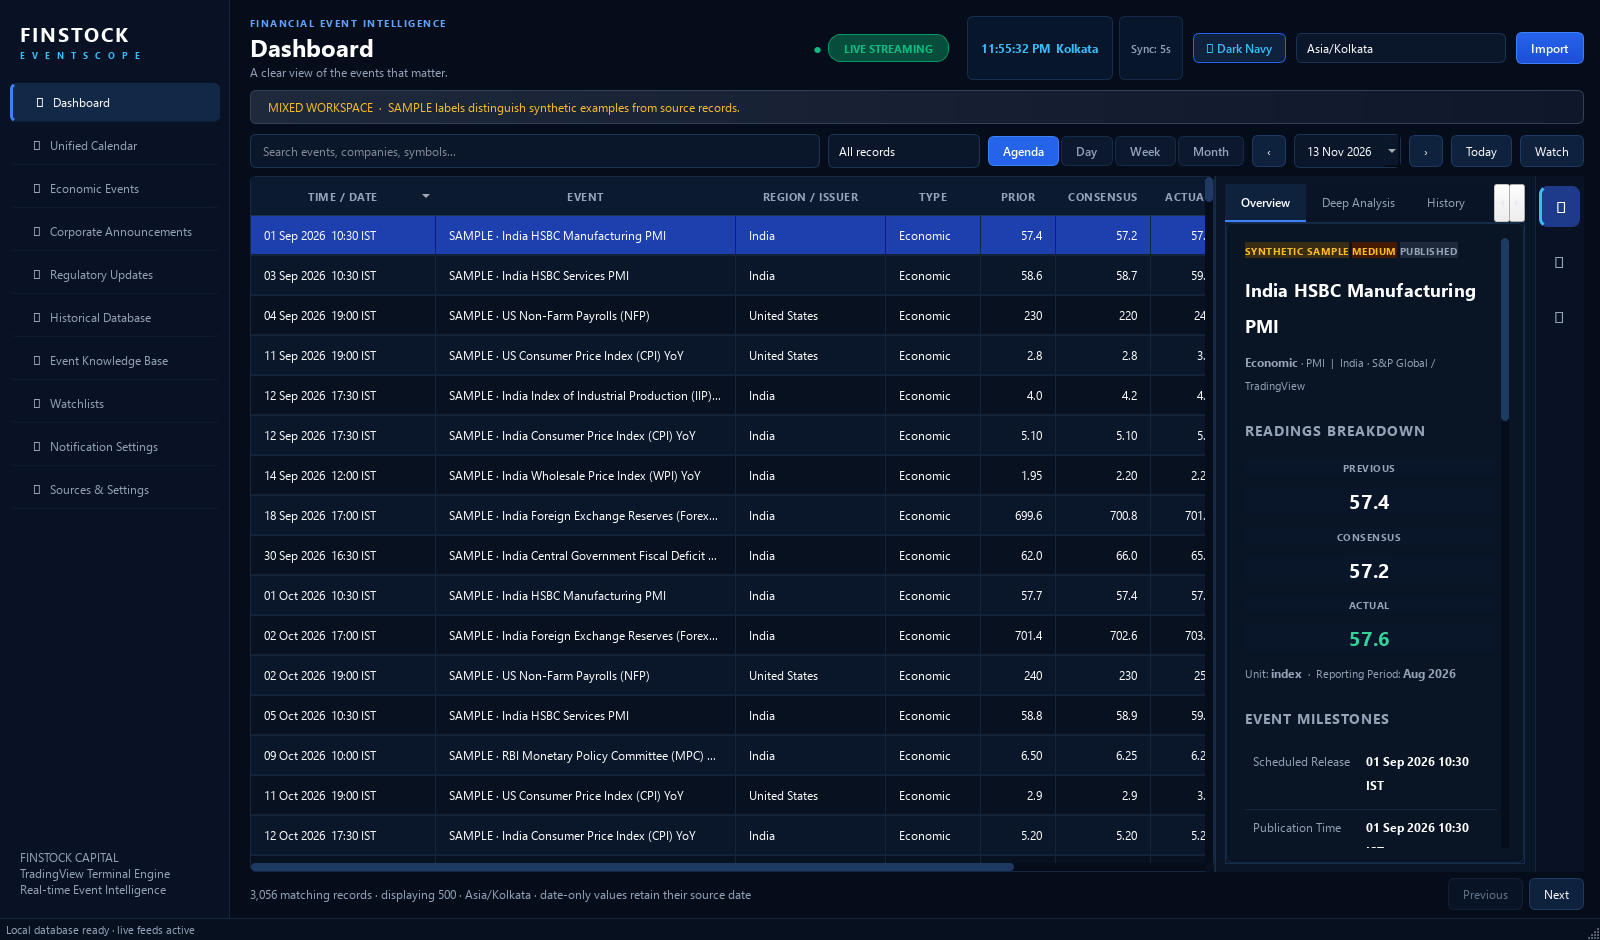 FINSTOCK
EVENTSCOPE
Dashboard
Unified Calendar
Economic Events
Corporate Announcements
Regulatory Updates
Historical Database
Event Knowledge Base
Watchlists
Notification Settings
Sources & Settings
FINSTOCK CAPITAL
TradingView Terminal Engine
Real-time Event Intelligence
FINANCIAL EVENT INTELLIGENCE
Dashboard
A clear view of the events that matter.
LIVE STREAMING
11:55:32 PM Kolkata
Sync: 5s
Dark Navy
Asia/Kolkata
Import
MIXED WORKSPACE · SAMPLE labels distinguish synthetic examples from source records.
Search events, companies, symbols...
All records
Agenda
Day
Week
Month
‹
13 Nov 2026
›
Today
Watch
TIME / DATE EVENT REGION / ISSUER TYPE PRIOR CONSENSUS ACTUA
01 Sep 2026 10:30 IST SAMPLE · India HSBC Manufacturing PMI India Economic 57.4 57.2 57.
03 Sep 2026 10:30 IST SAMPLE · India HSBC Services PMI India Economic 58.6 58.7 59.
04 Sep 2026 19:00 IST SAMPLE · US Non-Farm Payrolls (NFP) United States Economic 230 220 24
11 Sep 2026 19:00 IST SAMPLE · US Consumer Price Index (CPI) YoY United States Economic 2.8 2.8 3.
12 Sep 2026 17:30 IST SAMPLE · India Index of Industrial Production (IIP)... India Economic 4.0 4.2 4.
12 Sep 2026 17:30 IST SAMPLE · India Consumer Price Index (CPI) YoY India Economic 5.10 5.10 5.
14 Sep 2026 12:00 IST SAMPLE · India Wholesale Price Index (WPI) YoY India Economic 1.95 2.20 2.2
18 Sep 2026 17:00 IST SAMPLE · India Foreign Exchange Reserves (Forex... India Economic 699.6 700.8 701.
30 Sep 2026 16:30 IST SAMPLE · India Central Government Fiscal Deficit ... India Economic 62.0 66.0 65.
01 Oct 2026 10:30 IST SAMPLE · India HSBC Manufacturing PMI India Economic 57.7 57.4 57.
02 Oct 2026 17:00 IST SAMPLE · India Foreign Exchange Reserves (Forex... India Economic 701.4 702.6 703.
02 Oct 2026 19:00 IST SAMPLE · US Non-Farm Payrolls (NFP) United States Economic 240 230 25
05 Oct 2026 10:30 IST SAMPLE · India HSBC Services PMI India Economic 58.8 58.9 59.
09 Oct 2026 10:00 IST SAMPLE · RBI Monetary Policy Committee (MPC) ... India Economic 6.50 6.25 6.2
11 Oct 2026 19:00 IST SAMPLE · US Consumer Price Index (CPI) YoY United States Economic 2.9 2.9 3.
12 Oct 2026 17:30 IST SAMPLE · India Consumer Price Index (CPI) YoY India Economic 5.20 5.20 5.2
Overview
Deep Analysis
History
SYNTHETIC SAMPLE MEDIUM PUBLISHED
India HSBC Manufacturing
PMI
Economic · PMI | India · S&P Global /
TradingView
READINGS BREAKDOWN
PREVIOUS
57.4
CONSENSUS
57.2
ACTUAL
57.6
Unit: index · Reporting Period: Aug 2026
EVENT MILESTONES
Scheduled Release 01 Sep 2026 10:30
IST
Publication Time 01 Sep 2026 10:30
3,056 matching records · displaying 500 · Asia/Kolkata · date-only values retain their source date
Previous
Next
Local database ready · live feeds active